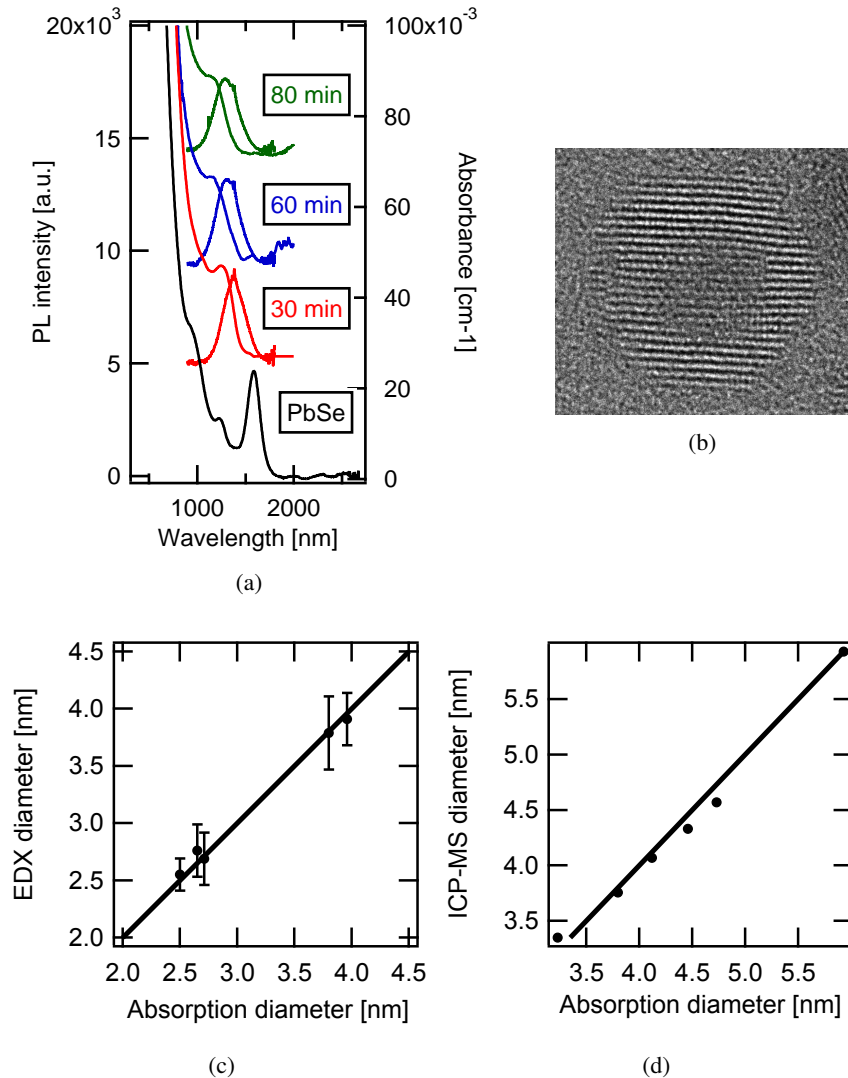 20x10³
15
10
5
0
PL intensity [a.u.]
100x10⁻³
80
60
40
20
0
Absorbance [cm-1]
80 min
60 min
30 min
PbSe
1000 2000
Wavelength [nm]
(a)
(b)
4.5
4.0
3.5
3.0
2.5
2.0
EDX diameter [nm]
2.0 2.5 3.0 3.5 4.0 4.5
Absorption diameter [nm]
(c)
5.5
5.0
4.5
4.0
3.5
ICP-MS diameter [nm]
3.5 4.0 4.5 5.0 5.5
Absorption diameter [nm]
(d)